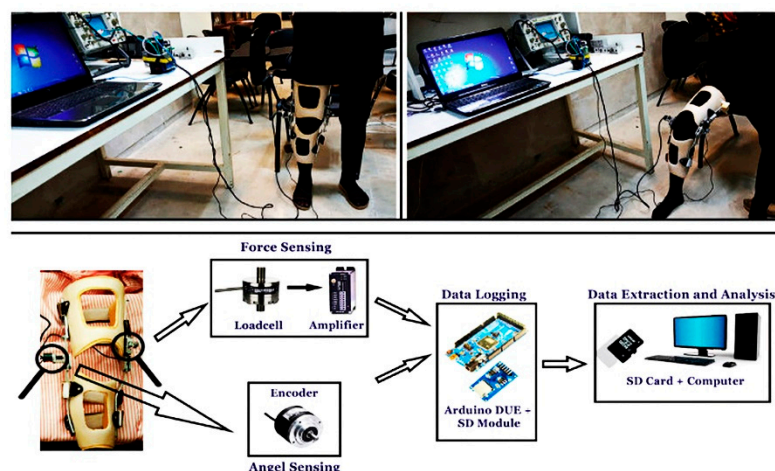 Force Sensing
Loadcell
Amplifier
Data Logging
Arduino DUE +
SD Module
Data Extraction and Analysis
SD Card + Computer
Encoder
Angel Sensing